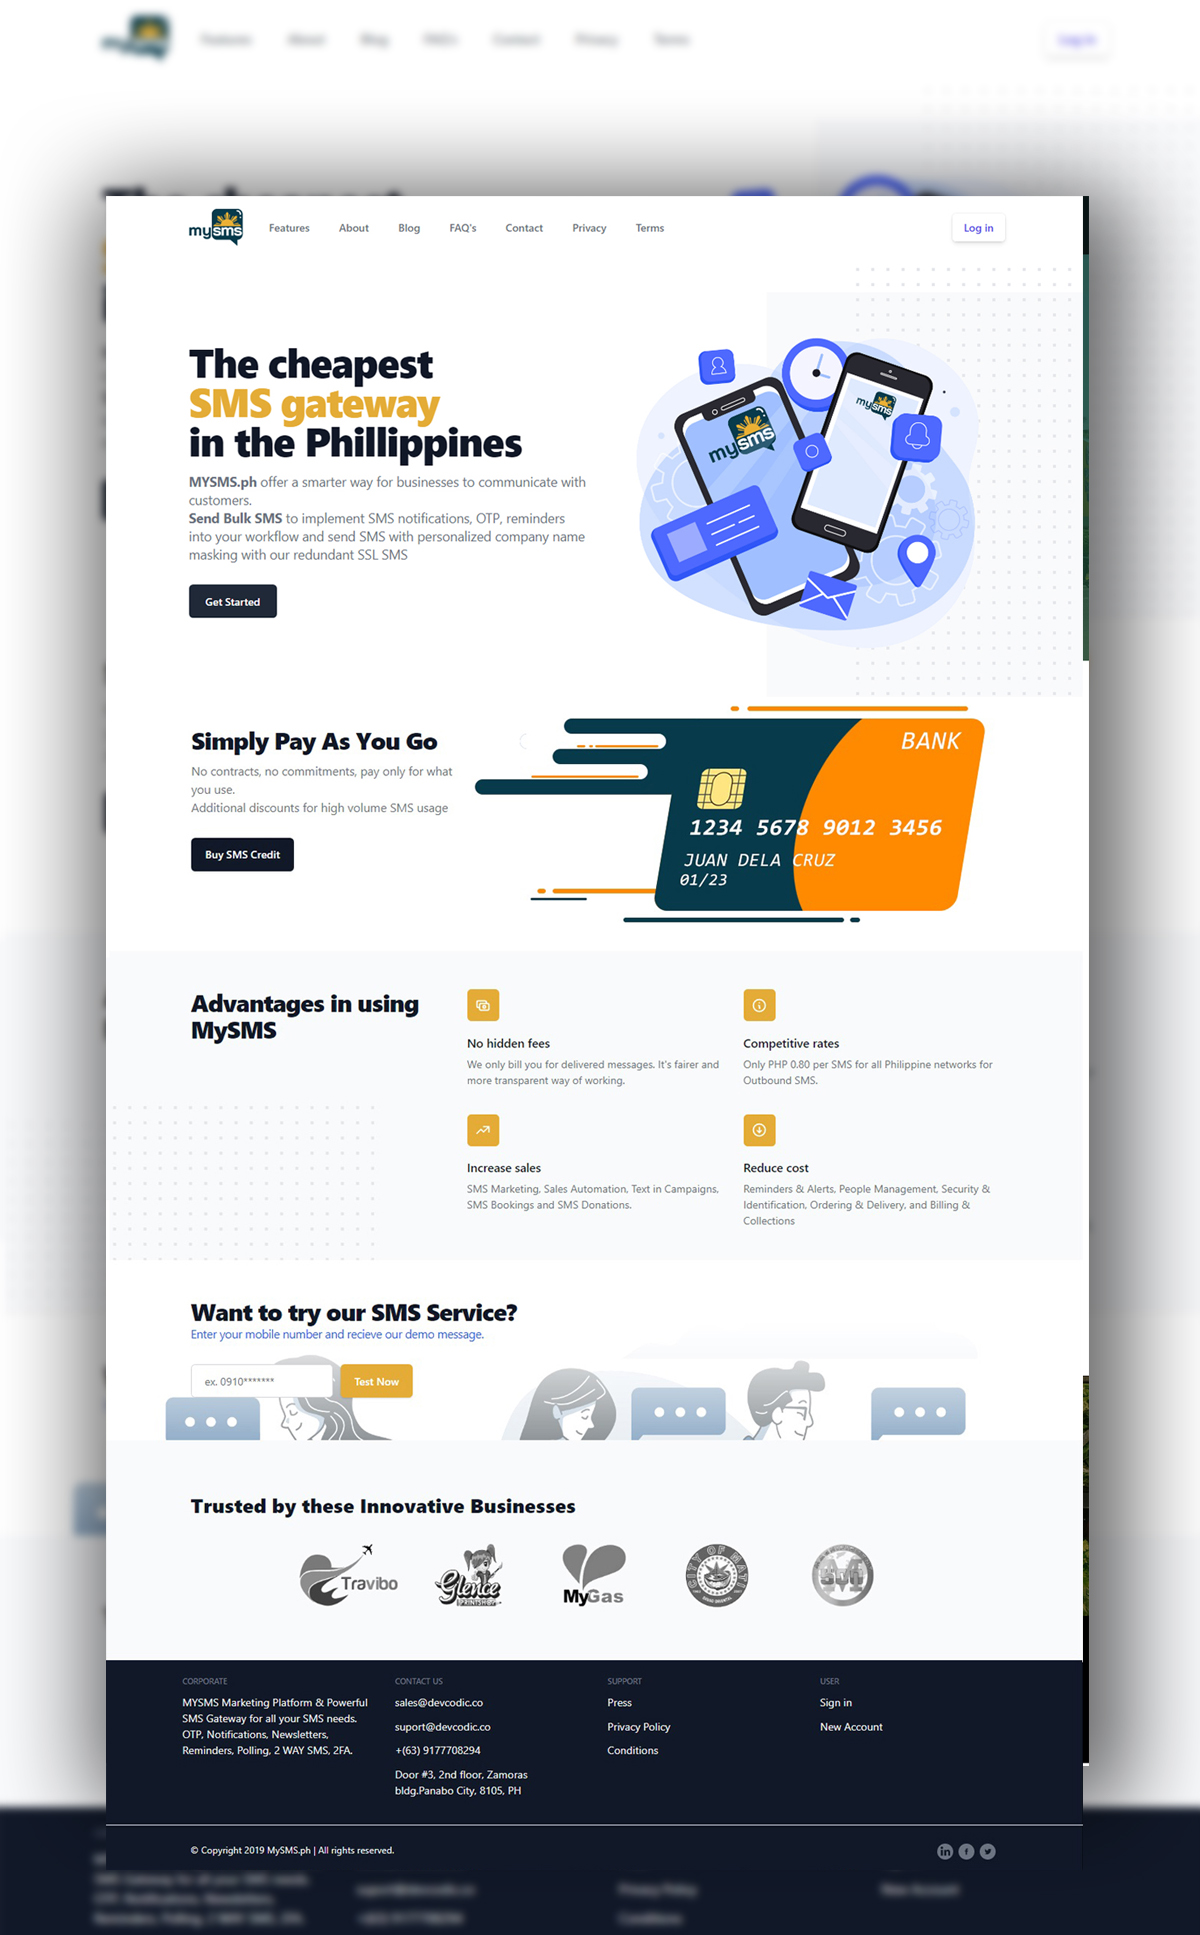 mysms
Features
About
Blog
FAQ's
Contact
Privacy
Terms
Log in
The cheapest
SMS gateway
in the Phillippines
MYSMS.ph offer a smarter way for businesses to communicate with
customers.
Send Bulk SMS to implement SMS notifications, OTP, reminders
into your workflow and send SMS with personalized company name
masking with our redundant SSL SMS
Get Started
mysms
mysms
Simply Pay As You Go
No contracts, no commitments, pay only for what
you use.
Additional discounts for high volume SMS usage
Buy SMS Credit
BANK
1234 5678 9012 3456
JUAN DELA CRUZ
01/23
Advantages in using
MySMS
No hidden fees
We only bill you for delivered messages. It's fairer and
more transparent way of working.
Competitive rates
Only PHP 0.80 per SMS for all Philippine networks for
Outbound SMS.
Increase sales
SMS Marketing, Sales Automation, Text in Campaigns,
SMS Bookings and SMS Donations.
Reduce cost
Reminders & Alerts, People Management, Security &
Identification, Ordering & Delivery, and Billing &
Collections
Want to try our SMS Service?
Enter your mobile number and recieve our demo message.
ex. 0910*******
Test Now
Trusted by these Innovative Businesses
Travibo
Glence
MyGas
CITY OF MATI
CORPORATE
MYSMS Marketing Platform & Powerful
SMS Gateway for all your SMS needs.
OTP, Notifications, Newsletters,
Reminders, Polling, 2 WAY SMS, 2FA.
CONTACT US
sales@devcodic.co
suport@devcodic.co
+(63) 9177708294
Door #3, 2nd floor, Zamoras
bldg.Panabo City, 8105, PH
SUPPORT
Press
Privacy Policy
Conditions
USER
Sign in
New Account
© Copyright 2019 MySMS.ph | All rights reserved.